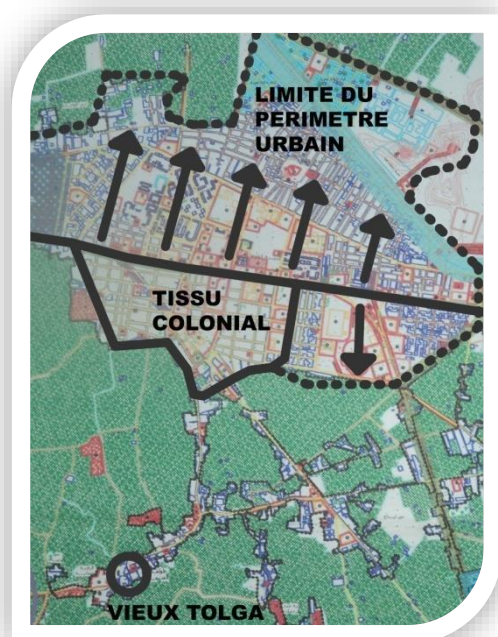 LIMITE DU
PERIMETRE
URBAIN
TISSU
COLONIAL
VIEUX TOLGA